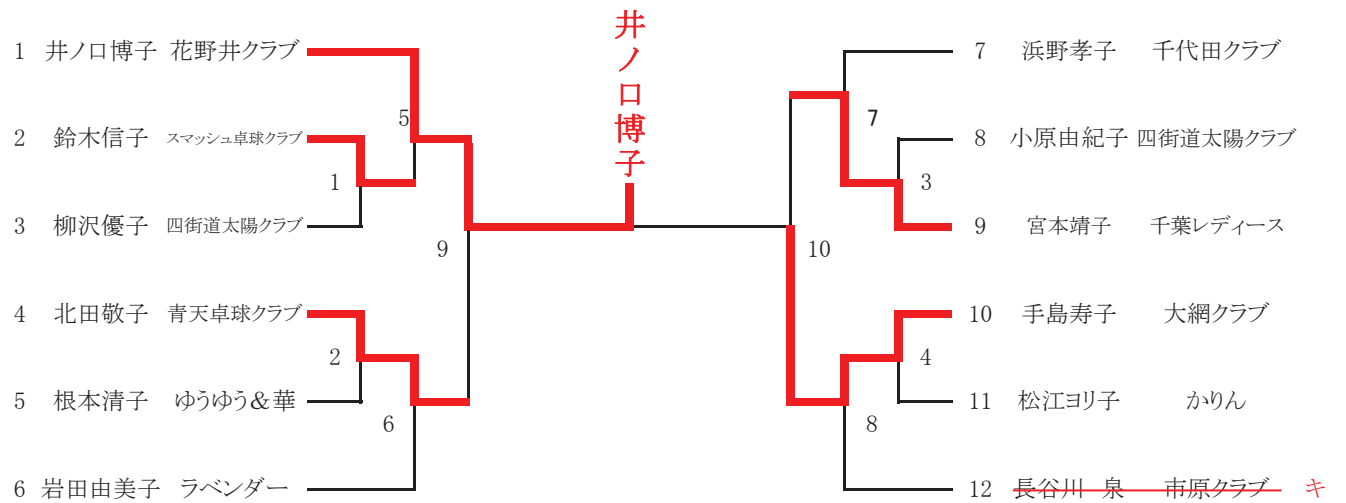 井ノ口博子
1 井ノ口博子 花野井クラブ
2 鈴木信子 スマッシュ卓球クラブ
3 柳沢優子 四街道太陽クラブ
4 北田敬子 青天卓球クラブ
5 根本清子 ゆうゆう&華
6 岩田由美子 ラベンダー
5
1
9
2
6
7 浜野孝子 千代田クラブ
8 小原由紀子 四街道太陽クラブ
9 宮本靖子 千葉レディース
10 手島寿子 大網クラブ
11 松江ヨリ子 かりん
12 長谷川 泉 市原クラブ キ
7
3
10
4
8